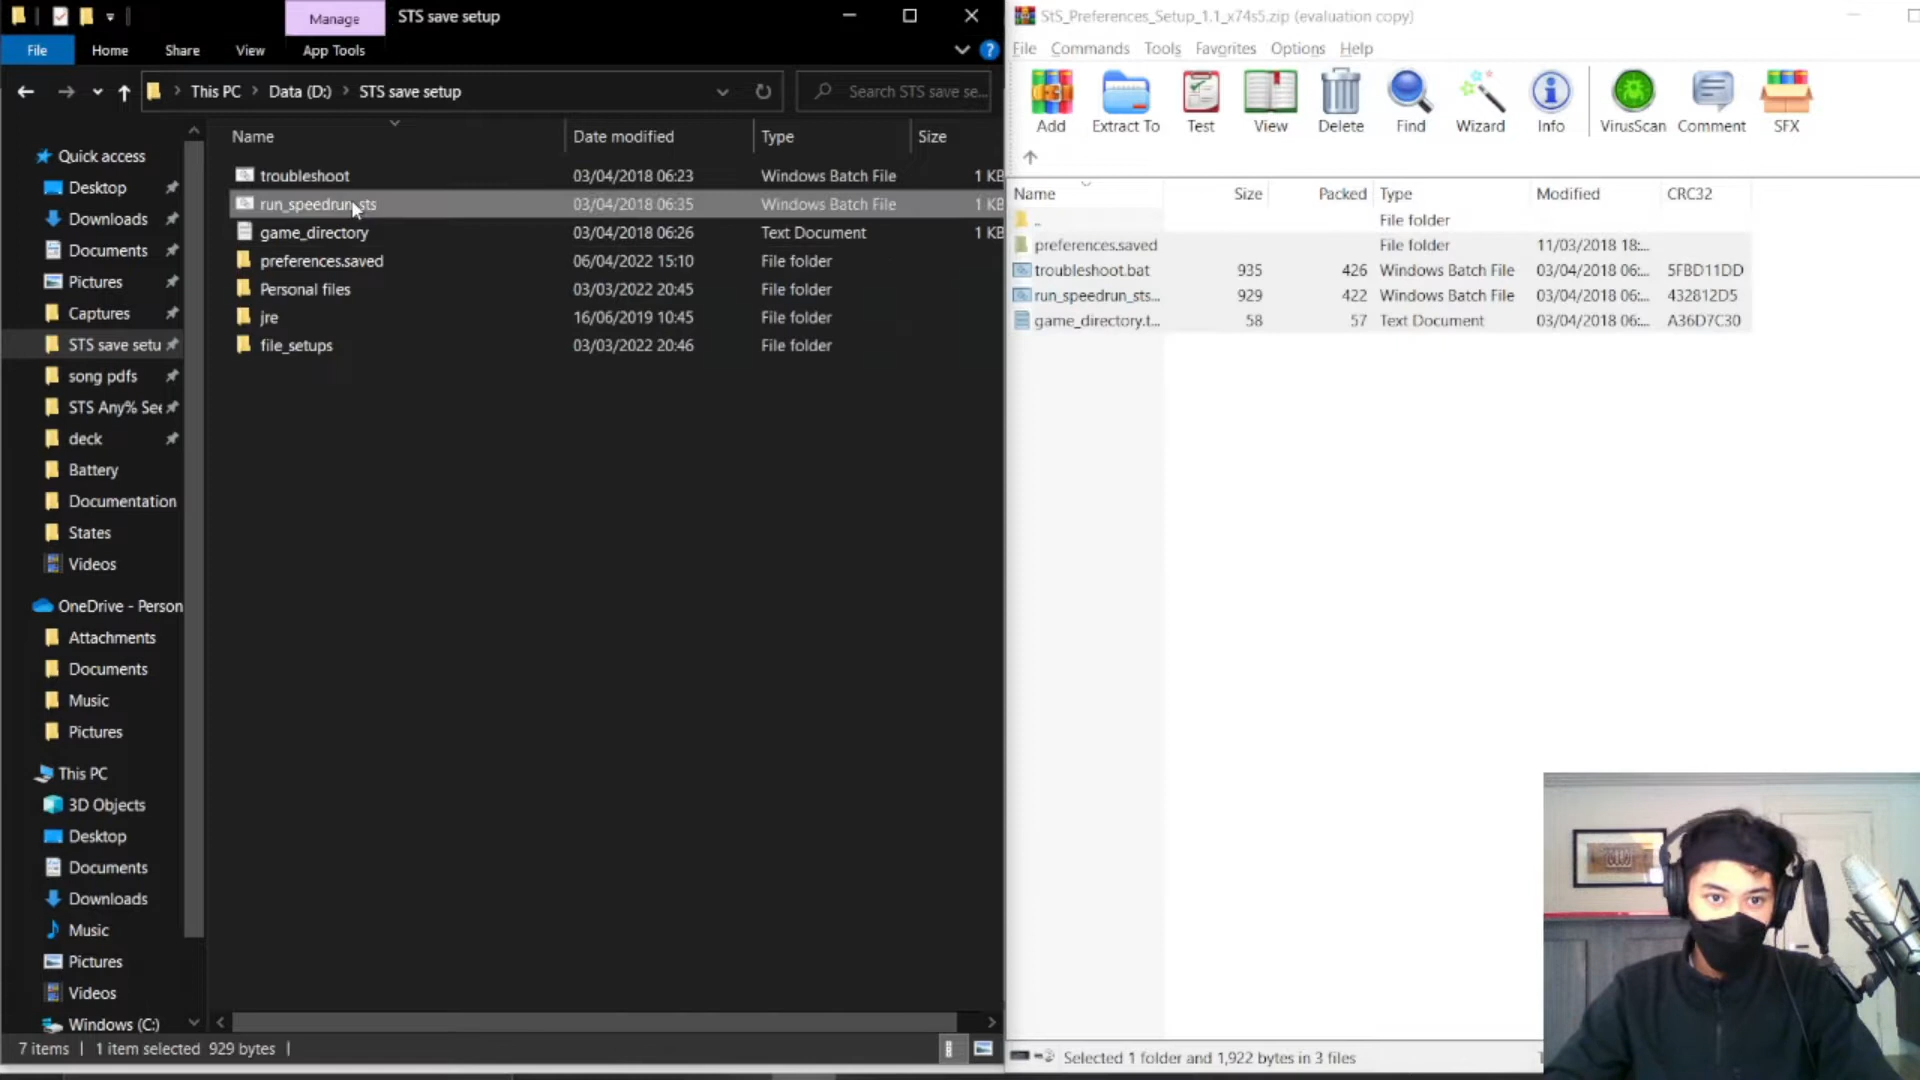 Manage
STS save setup
File
Home
Share
View
App Tools
This PC
Data (D:)
STS save setup
Search STS save se...
Name
Date modified
Type
Size
troubleshoot
03/04/2018 06:23
Windows Batch File
1 KB
run_speedrun_sts
03/04/2018 06:35
Windows Batch File
1 KB
game_directory
03/04/2018 06:26
Text Document
1 KB
preferences.saved
06/04/2022 15:10
File folder
Personal files
03/03/2022 20:45
File folder
jre
16/06/2019 10:45
File folder
file_setups
03/03/2022 20:46
File folder
Quick access
Desktop
Downloads
Documents
Pictures
Captures
STS save setu
song pdfs
STS Any% See
deck
Battery
Documentation
States
Videos
OneDrive - Person
Attachments
Documents
Music
Pictures
This PC
3D Objects
Desktop
Documents
Downloads
Music
Pictures
Videos
Windows (C:)
7 items
1 item selected 929 bytes
StS_Preferences_Setup_1.1_x74s5.zip (evaluation copy)
File
Commands
Tools
Favorites
Options
Help
Add
Extract To
Test
View
Delete
Find
Wizard
Info
VirusScan
Comment
SFX
Name
Size
Packed
Type
Modified
CRC32
..
File folder
preferences.saved
File folder
11/03/2018 18:...
troubleshoot.bat
935
426
Windows Batch File
03/04/2018 06:...
5FBD11DD
run_speedrun_sts...
929
422
Windows Batch File
03/04/2018 06:...
432812D5
game_directory.t...
58
57
Text Document
03/04/2018 06:...
A36D7C30
Selected 1 folder and 1,922 bytes in 3 files